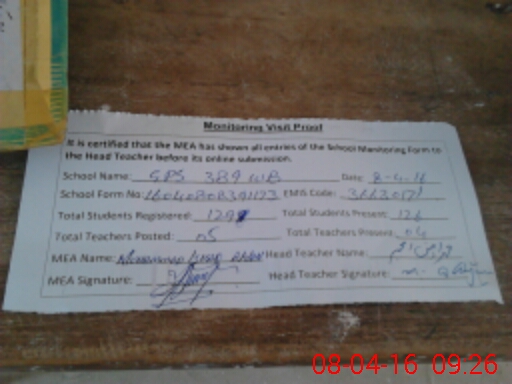 Monitoring Visit Proof
It is certified that the MEA has shown all entries of the School Monitoring Form to
the Head Teacher before its online submission.
School Name: GPS 389 WB Date: 8-4-16
School Form No: EMIS Code:
Total Students Registered: 129 Total Students Present: 126
Total Teachers Posted: 05 Total Teachers Present: 04
MEA Name: Muhammad Head Teacher Name:
MEA Signature: Head Teacher Signature:
08-04-16 09:26